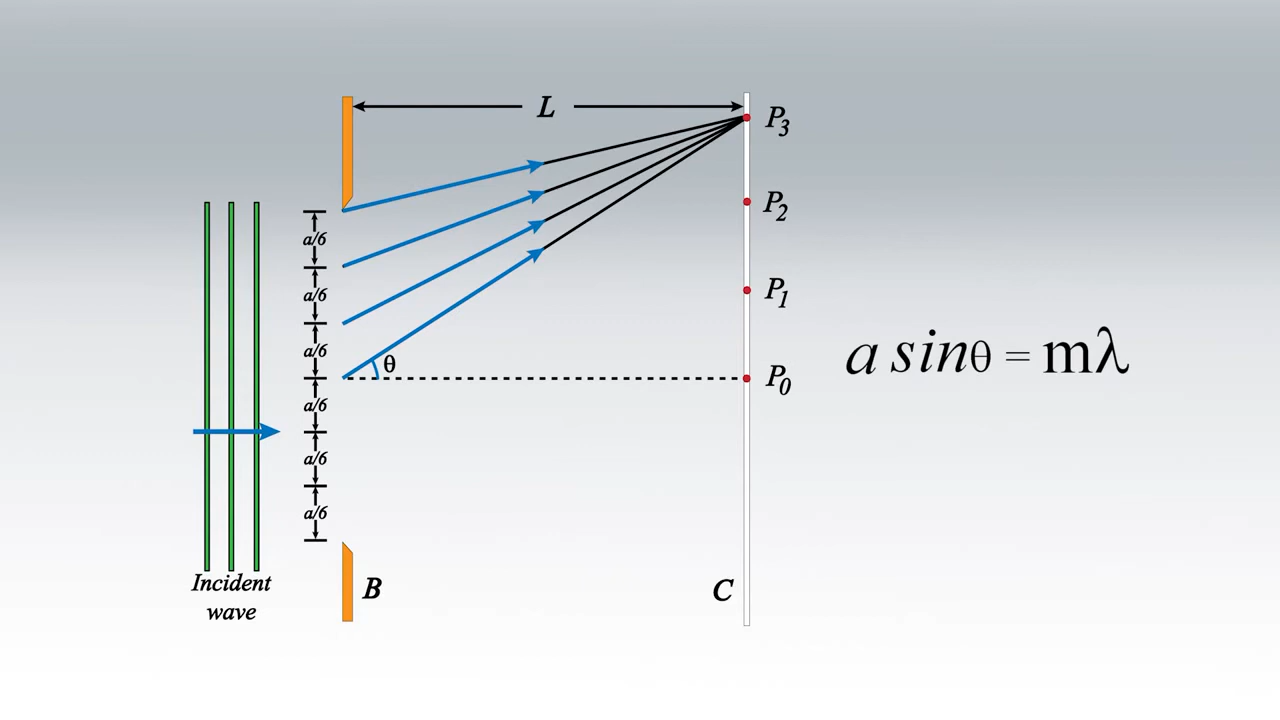 L
P3
P2
P1
P0
a/6
a/6
a/6
a/6
a/6
a/6
θ
a sinθ = mλ
Incident
wave
B
C